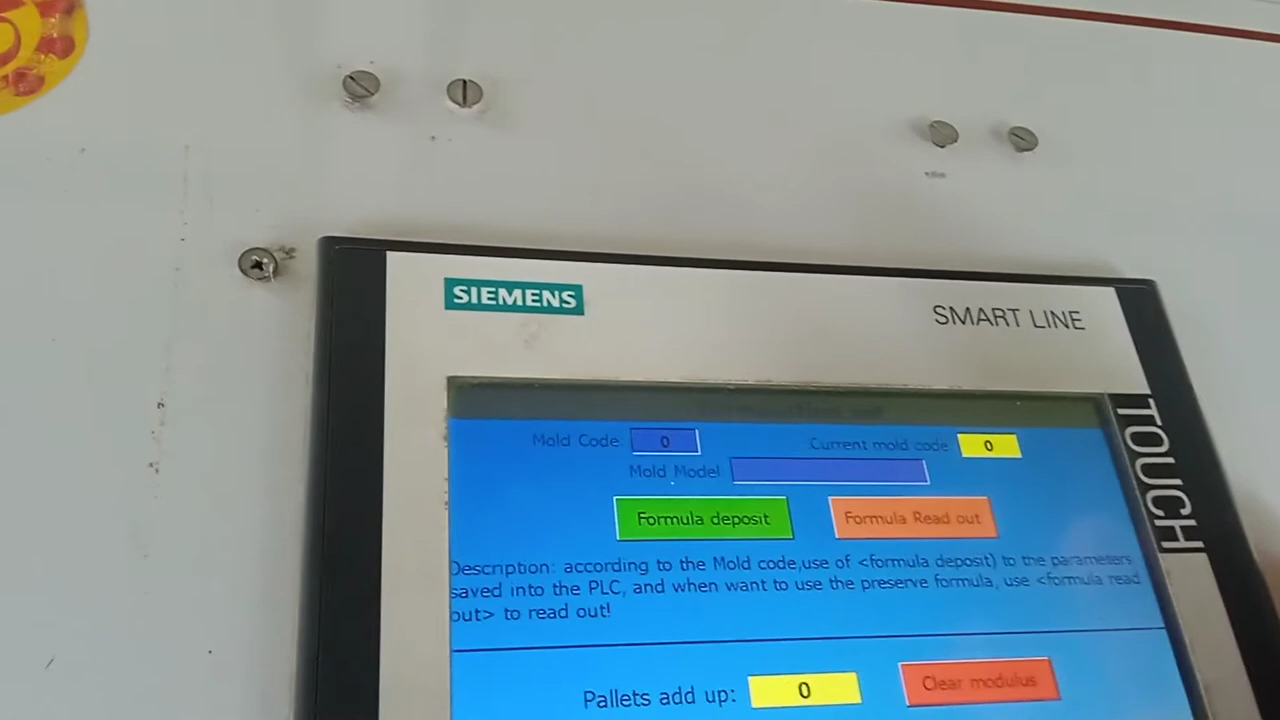 SIEMENS
SMART LINE
TOUCH
Mold Code 0 Current mold code 0
Mold Model
Formula deposit Formula Read out
Description: according to the Mold code,use of <formula deposit) to the parameters
saved into the PLC, and when want to use the preserve formula, use <formula read
out> to read out!
Pallets add up: 0 Clear modulus